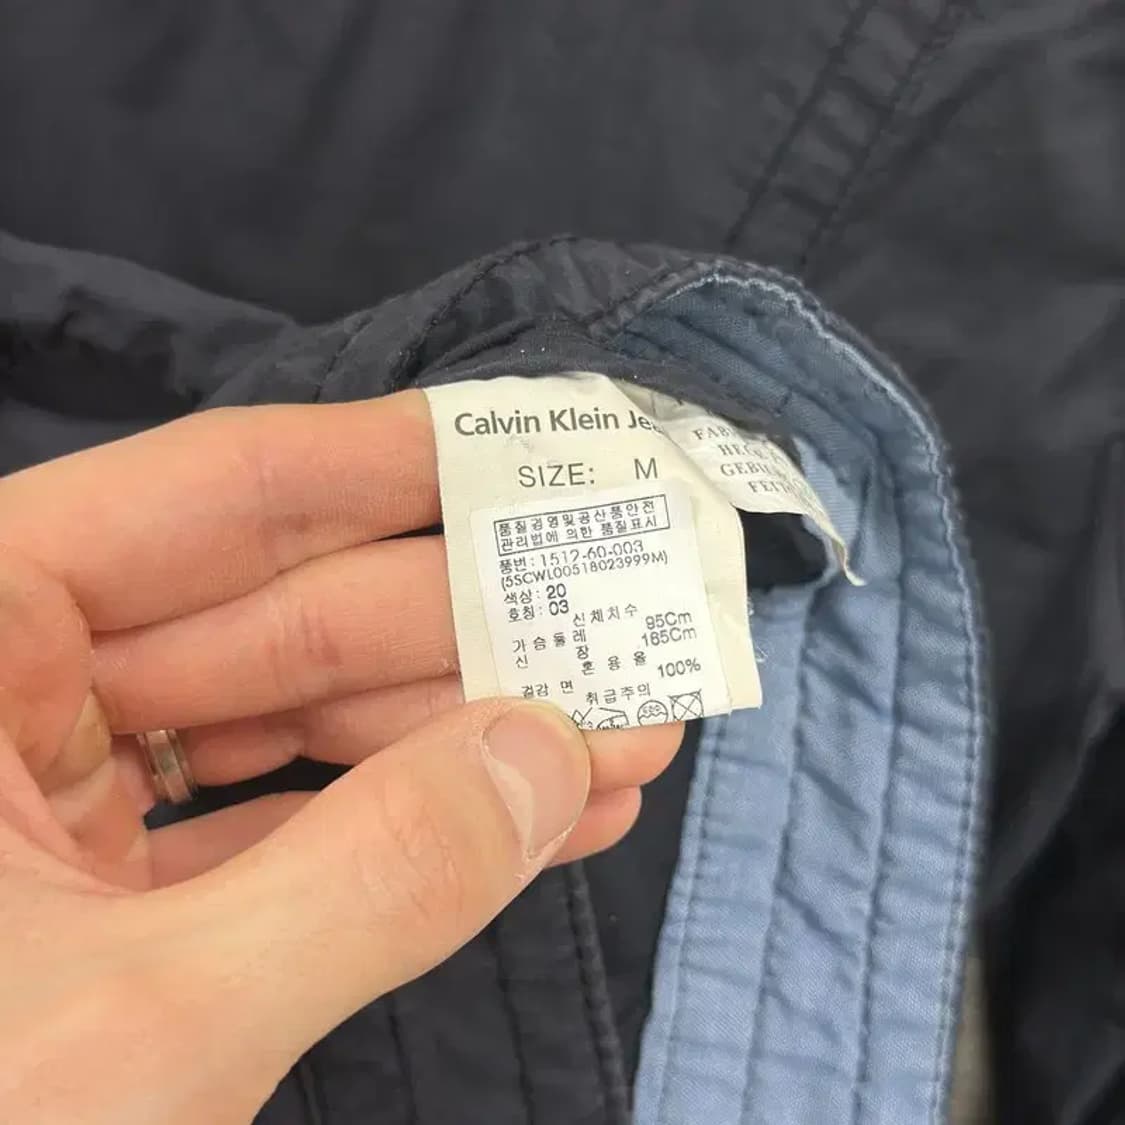 Calvin Klein Je
SIZE: M
품질경영및공산품안전
관리법에 의한 품질표시
품번: 1512-60-003
(5SCWL00518023999M)
색상: 20
호칭: 03
신체치수
가슴둘레 95Cm
신장 185Cm
혼용율
겉감 면 100%
취급주의